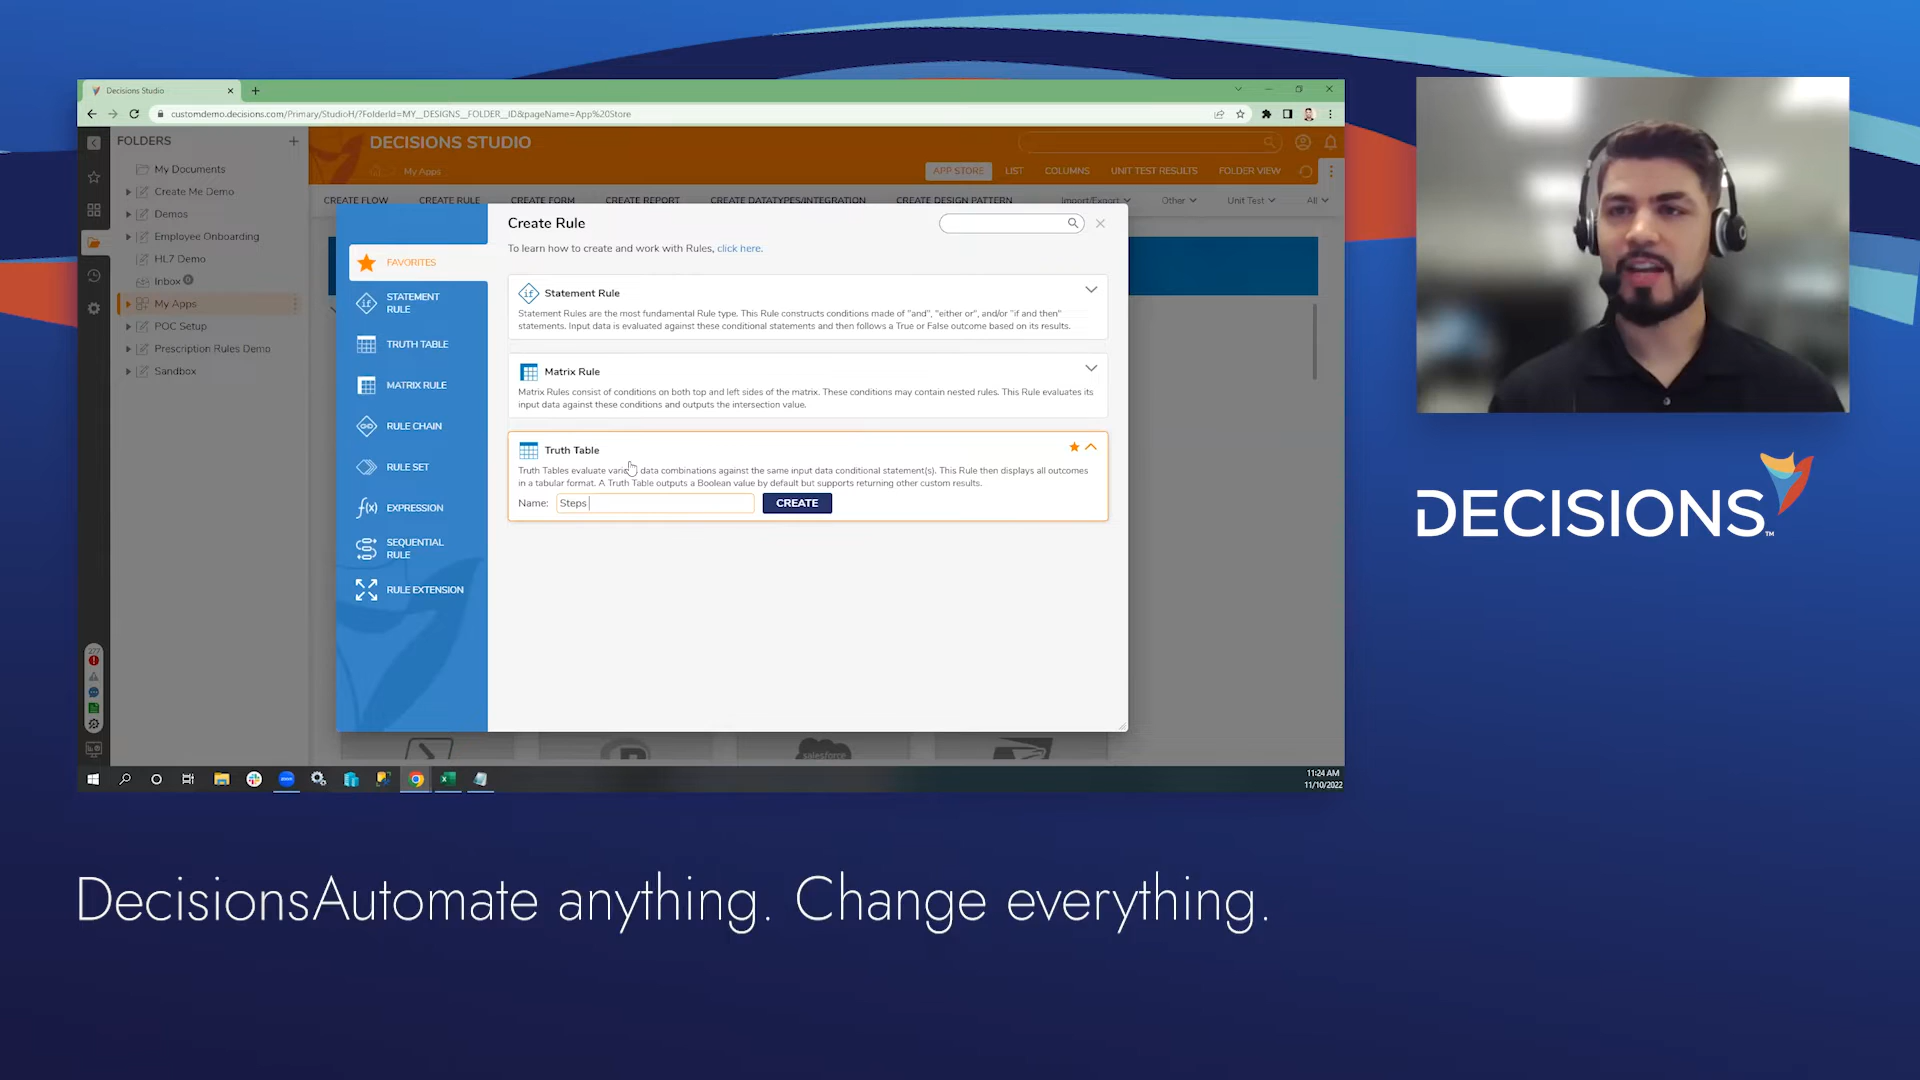 Decisions Studio
customdemo.decisions.com/Primary/StudioH/?FolderId=MY_DESIGNS_FOLDER_ID&pageName=App%20Store
FOLDERS
My Documents
Create Me Demo
Demos
Employee Onboarding
HL7 Demo
Inbox 0
My Apps
POC Setup
Prescription Rules Demo
Sandbox
277
DECISIONS STUDIO
My Apps
APP STORE
LIST
COLUMNS
UNIT TEST RESULTS
FOLDER VIEW
CREATE FLOW
CREATE RULE
CREATE FORM
CREATE REPORT
CREATE DATATYPES/INTEGRATION
CREATE DESIGN PATTERN
Import/Export
Other
Unit Test
All
FAVORITES
STATEMENT
RULE
TRUTH TABLE
MATRIX RULE
RULE CHAIN
RULE SET
f(x) EXPRESSION
SEQUENTIAL
RULE
RULE EXTENSION
Create Rule
To learn how to create and work with Rules, click here.
if Statement Rule
Statement Rules are the most fundamental Rule type. This Rule constructs conditions made of "and", "either or", and/or "if and then"
statements. Input data is evaluated against these conditional statements and then follows a True or False outcome based on its results.
Matrix Rule
Matrix Rules consist of conditions on both top and left sides of the matrix. These conditions may contain nested rules. This Rule evaluates its
input data against these conditions and outputs the intersection value.
Truth Table
Truth Tables evaluate various data combinations against the same input data conditional statement(s). This Rule then displays all outcomes
in a tabular format. A Truth Table outputs a Boolean value by default but supports returning other custom results.
Name: Steps
CREATE
salesforce
zoom
11:24 AM
11/10/2022
DECISIONS™
DecisionsAutomate anything. Change everything.